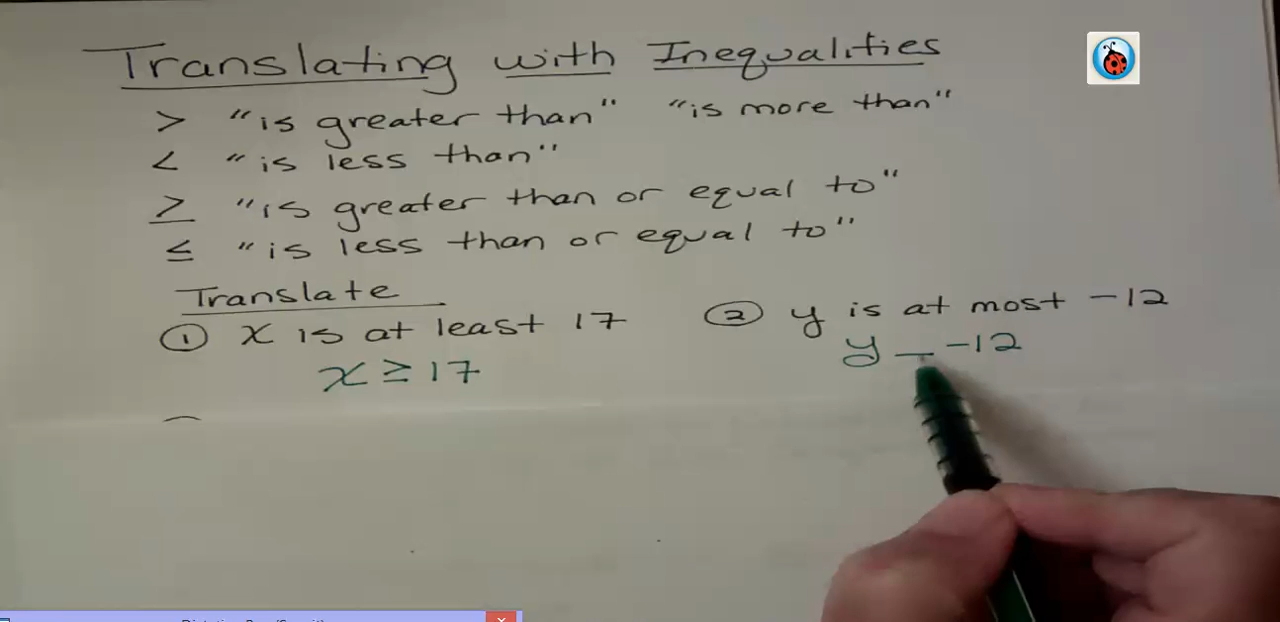 Translating with Inequalities
> "is greater than" "is more than"
< "is less than"
≥ "is greater than or equal to"
≤ "is less than or equal to"
Translate
① x is at least 17
x ≥ 17
② y is at most -12
y _ -12